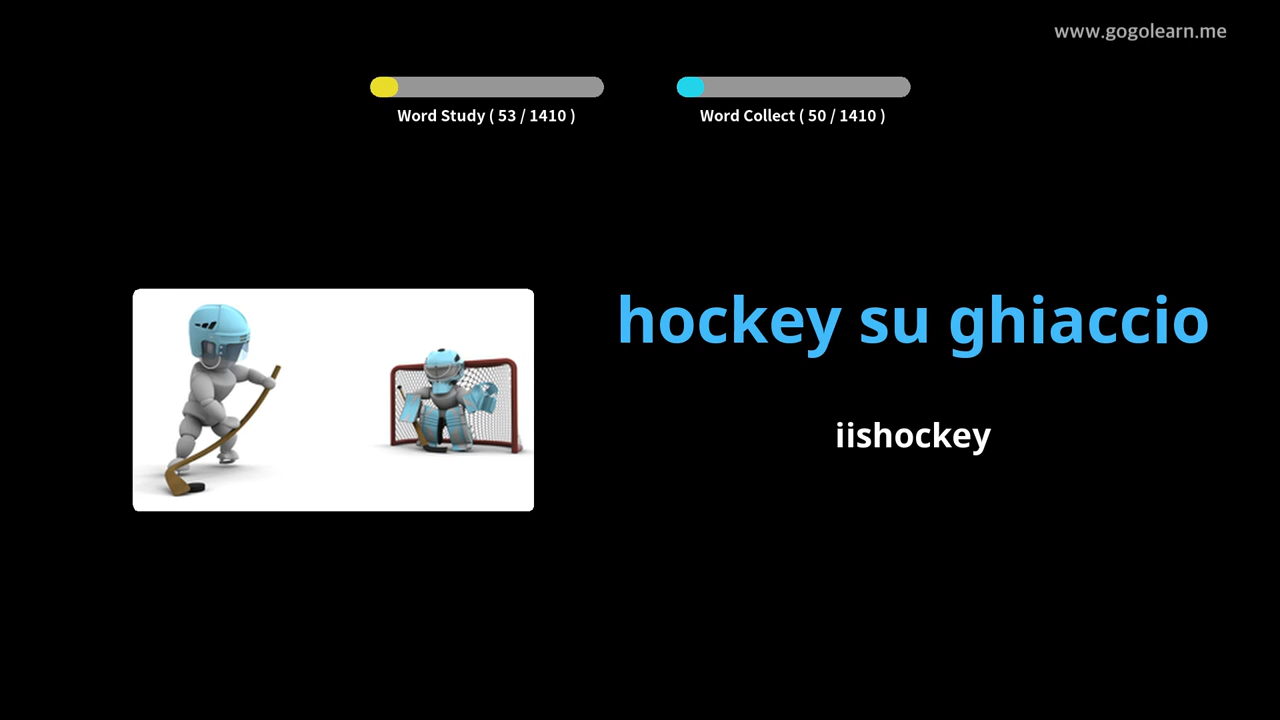 www.gogolearn.me
Word Study ( 53 / 1410 )
Word Collect ( 50 / 1410 )
hockey su ghiaccio
iishockey